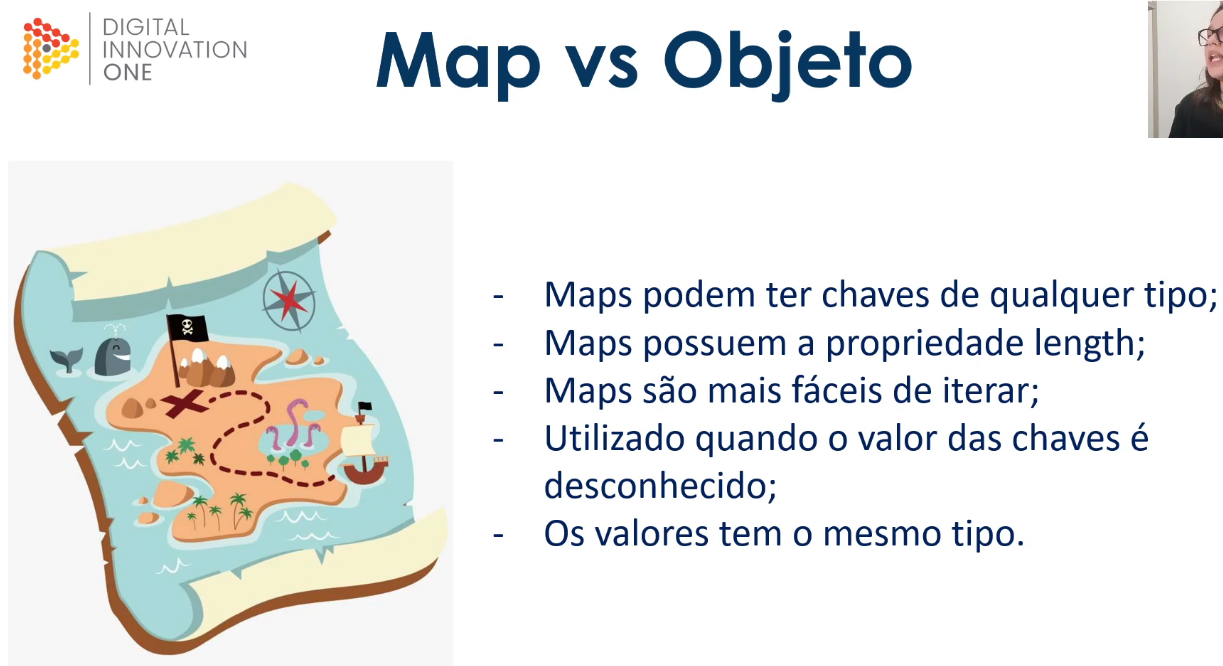 DIGITAL
INNOVATION
ONE
Map vs Objeto
- Maps podem ter chaves de qualquer tipo;
- Maps possuem a propriedade length;
- Maps são mais fáceis de iterar;
- Utilizado quando o valor das chaves é
desconhecido;
- Os valores tem o mesmo tipo.